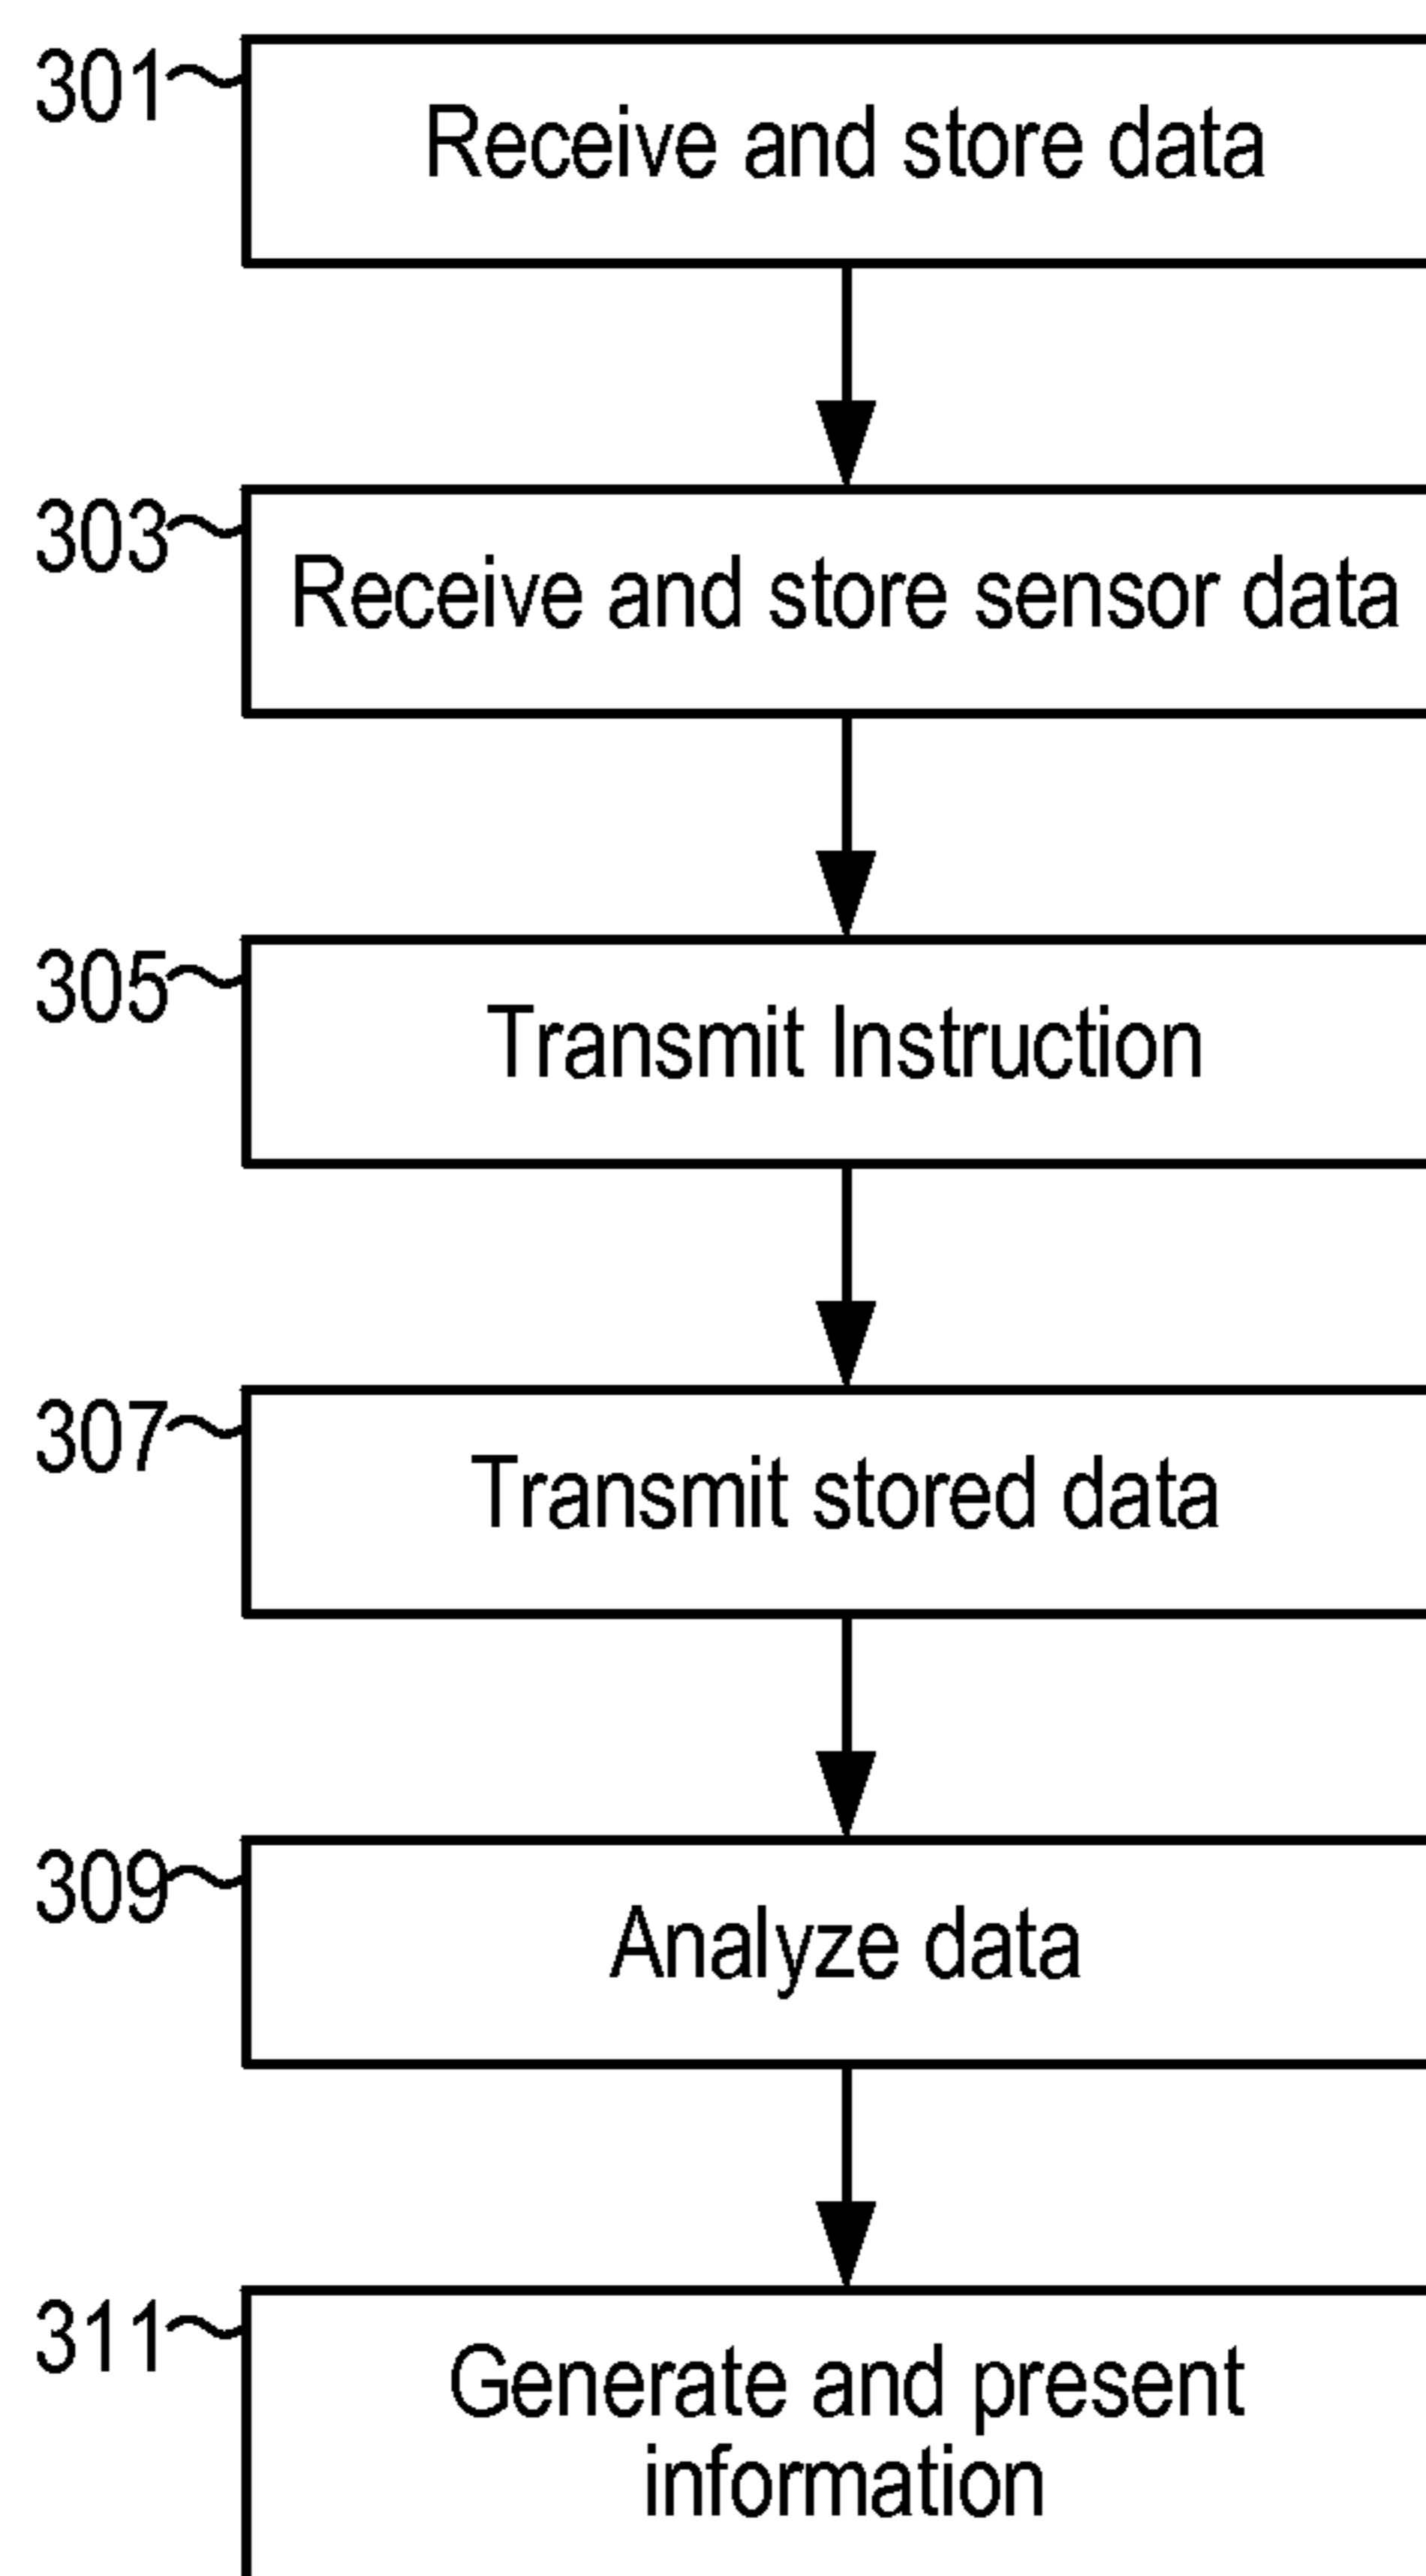 301
Receive and store data
303
Receive and store sensor data
305
Transmit Instruction
307
Transmit stored data
309
Analyze data
311
Generate and present
information